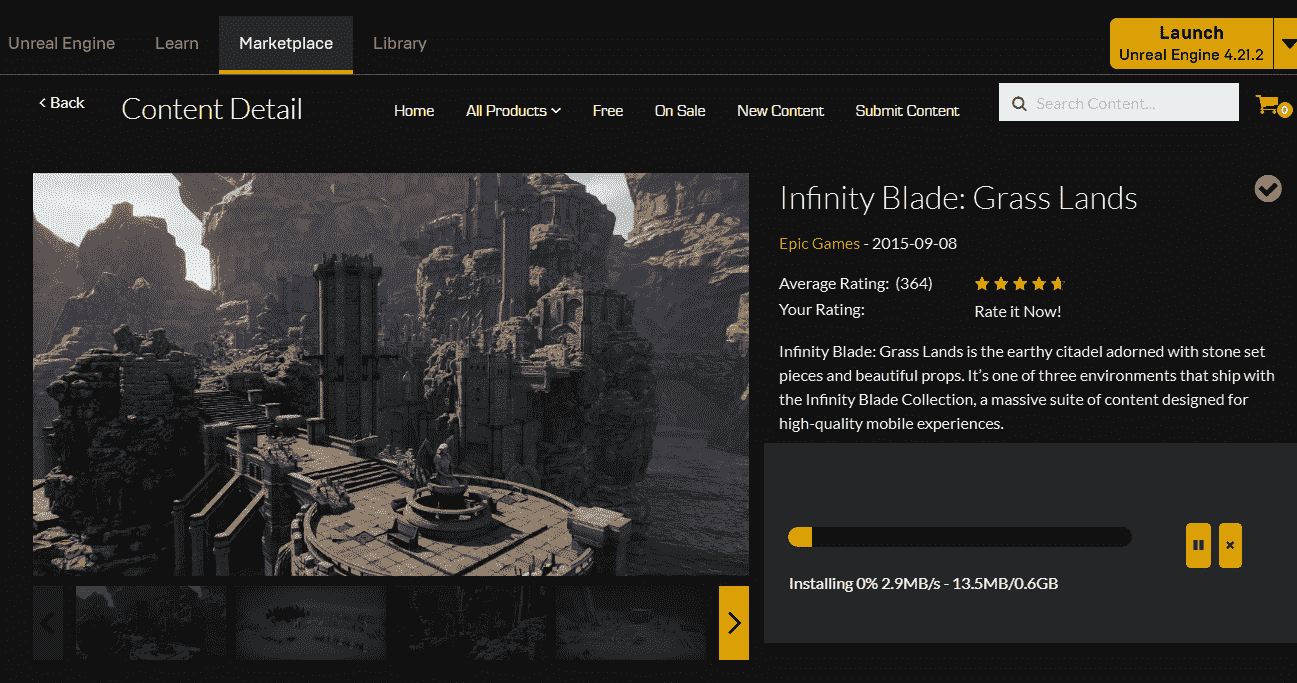 Unreal Engine Learn Marketplace Library
Launch
Unreal Engine 4.21.2
< Back
Content Detail
Home All Products Free On Sale New Content Submit Content
Search Content...
0
Infinity Blade: Grass Lands
Epic Games - 2015-09-08
Average Rating: (364)
Your Rating: Rate it Now!
Infinity Blade: Grass Lands is the earthy citadel adorned with stone set
pieces and beautiful props. It's one of three environments that ship with
the Infinity Blade Collection, a massive suite of content designed for
high-quality mobile experiences.
Installing 0% 2.9MB/s - 13.5MB/0.6GB